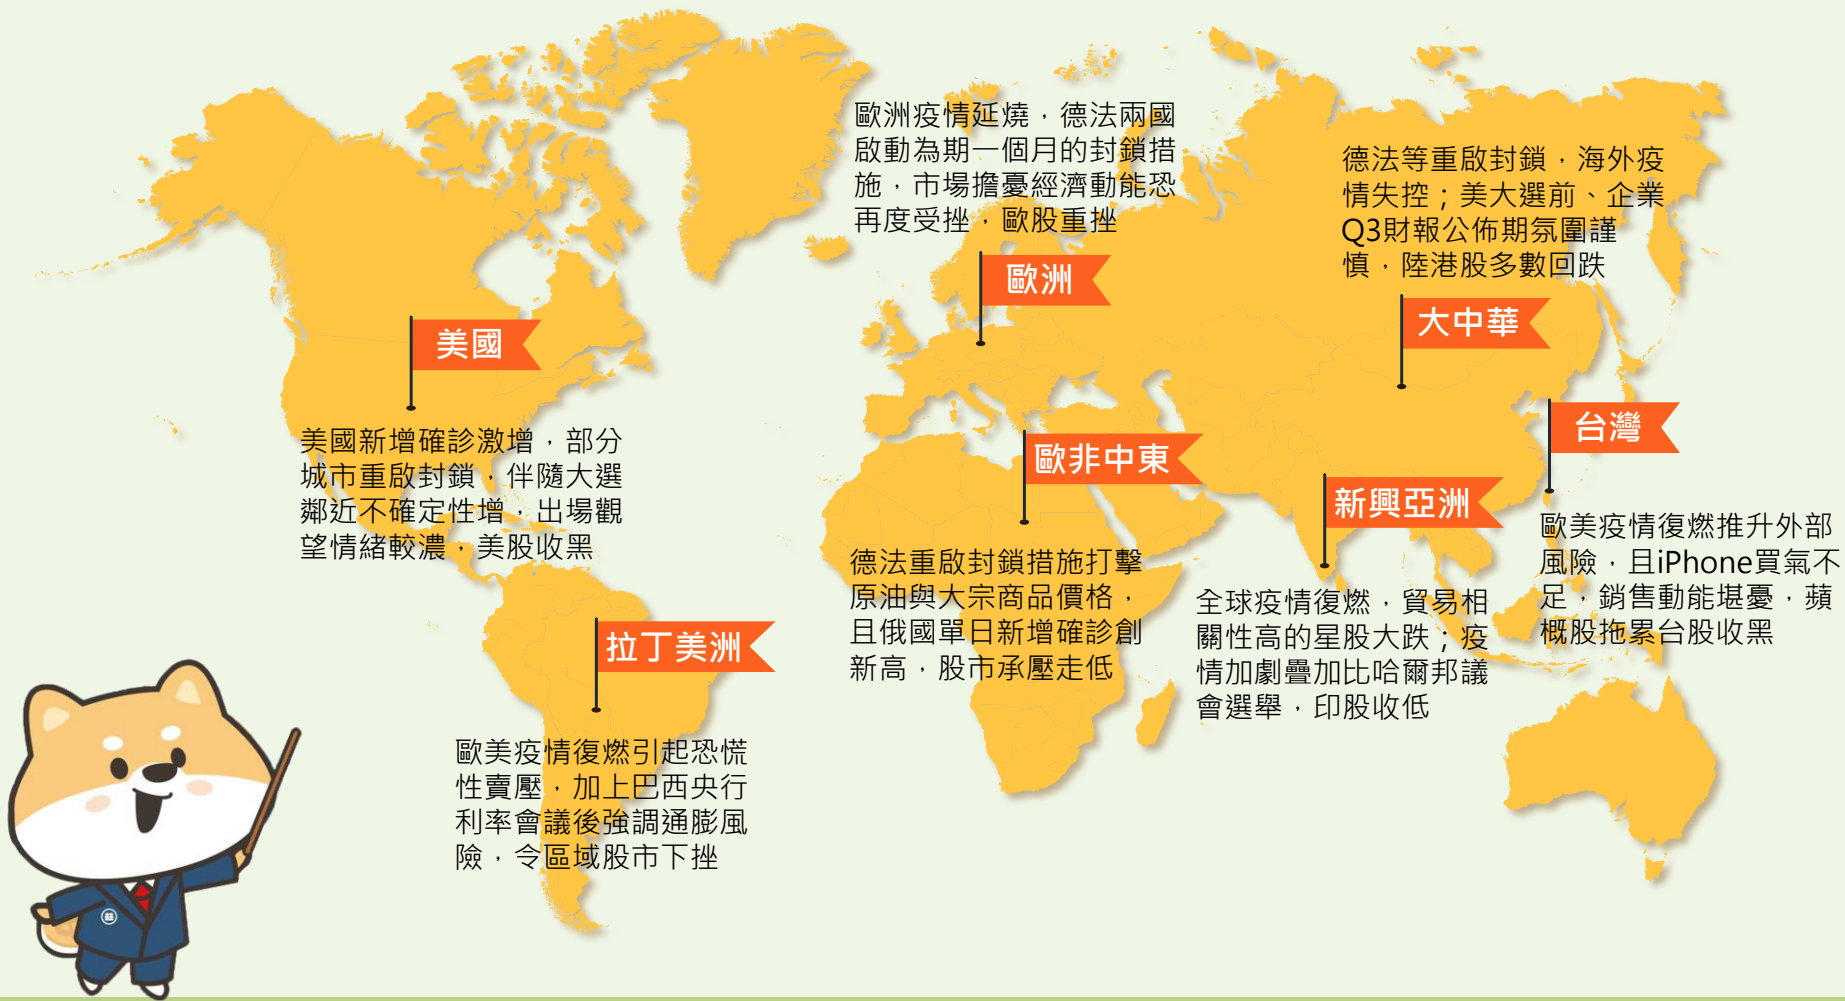 美國
美國新增確診激增，部分
城市重啟封鎖，伴隨大選
鄰近不確定性增，出場觀
望情緒較濃，美股收黑
拉丁美洲
歐美疫情復燃引起恐慌
性賣壓，加上巴西央行
利率會議後強調通膨風
險，令區域股市下挫
歐洲疫情延燒，德法兩國
啟動為期一個月的封鎖措
施，市場擔憂經濟動能恐
再度受挫，歐股重挫
歐洲
歐非中東
德法重啟封鎖措施打擊
原油與大宗商品價格，
且俄國單日新增確診創
新高，股市承壓走低
德法等重啟封鎖，海外疫
情失控；美大選前、企業
Q3財報公佈期氛圍謹
慎，陸港股多數回跌
大中華
新興亞洲
全球疫情復燃，貿易相
關性高的星股大跌；疫
情加劇疊加比哈爾邦議
會選舉，印股收低
台灣
歐美疫情復燃推升外部
風險，且iPhone買氣不
足，銷售動能堪憂，蘋
概股拖累台股收黑